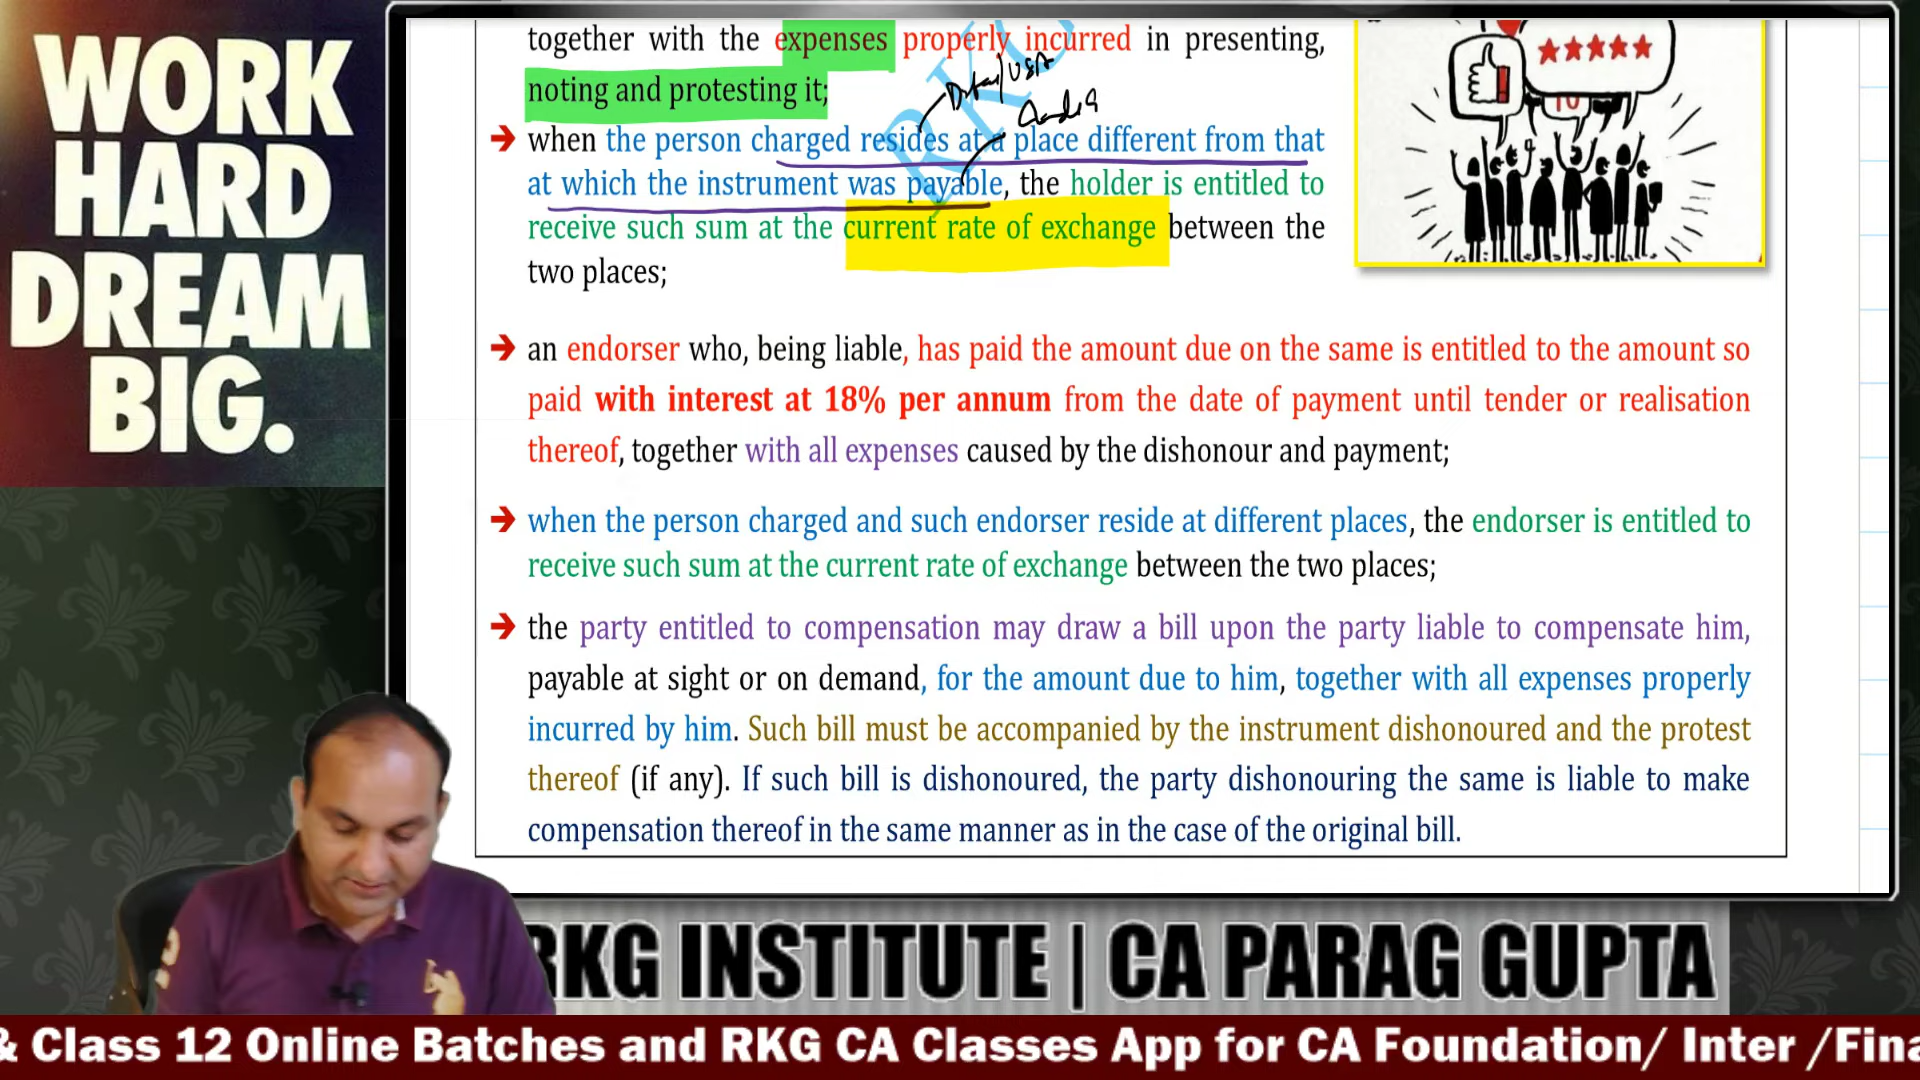 WORK
HARD
DREAM
BIG.
together with the expenses properly incurred in presenting,
noting and protesting it;
USA
➔ when the person charged resides at a place different from that
at which the instrument was payable, the holder is entitled to
receive such sum at the current rate of exchange between the
two places;
➔ an endorser who, being liable, has paid the amount due on the same is entitled to the amount so
paid with interest at 18% per annum from the date of payment until tender or realisation
thereof, together with all expenses caused by the dishonour and payment;
➔ when the person charged and such endorser reside at different places, the endorser is entitled to
receive such sum at the current rate of exchange between the two places;
➔ the party entitled to compensation may draw a bill upon the party liable to compensate him,
payable at sight or on demand, for the amount due to him, together with all expenses properly
incurred by him. Such bill must be accompanied by the instrument dishonoured and the protest
thereof (if any). If such bill is dishonoured, the party dishonouring the same is liable to make
compensation thereof in the same manner as in the case of the original bill.
RKG
RKG INSTITUTE | CA PARAG GUPTA
& Class 12 Online Batches and RKG CA Classes App for CA Foundation/ Inter /Fina